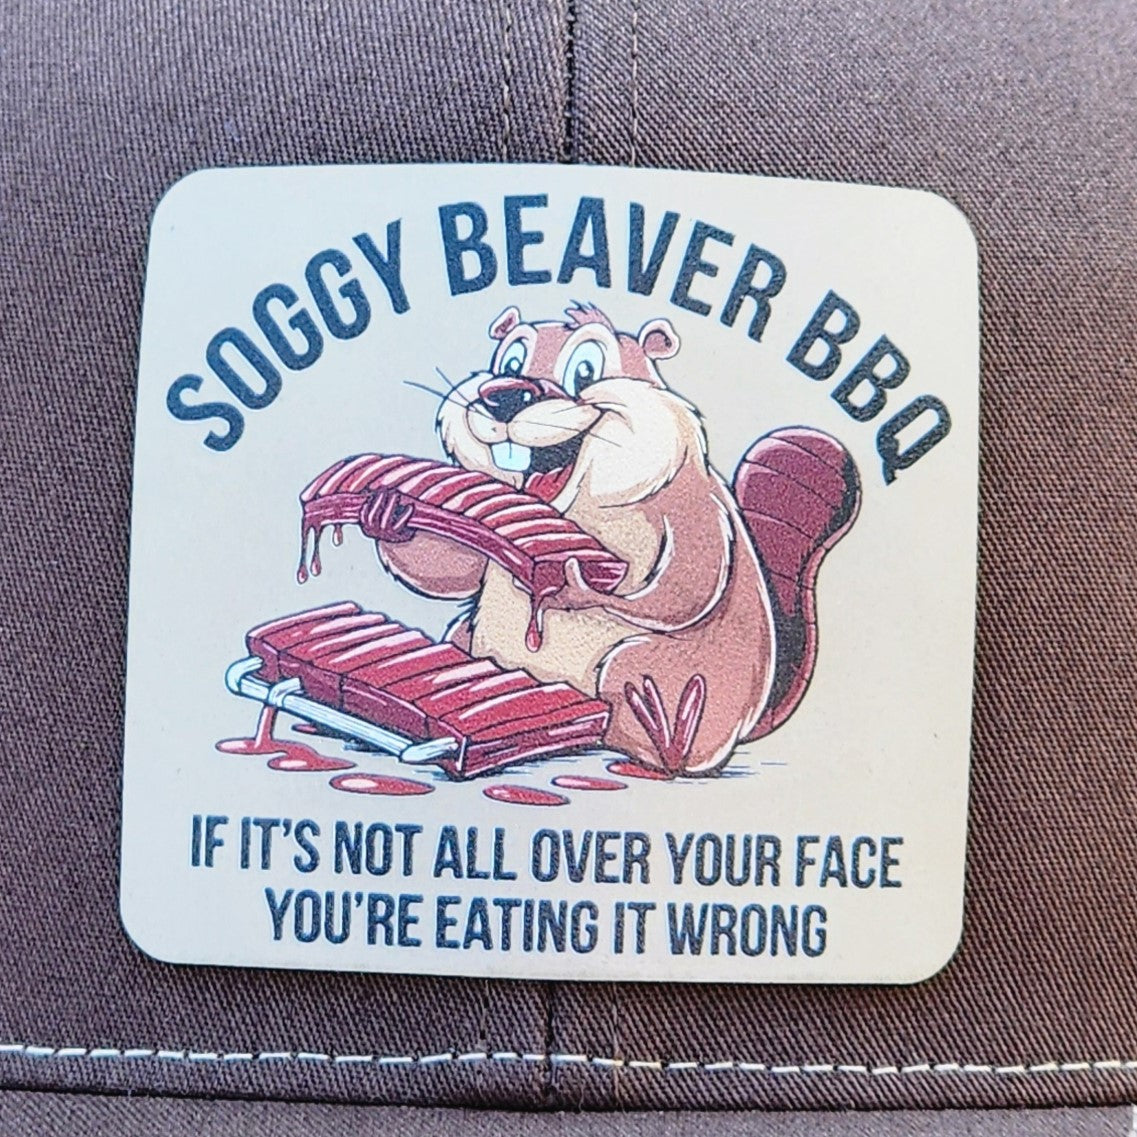 SOGGY BEAVER BBQ
IF IT'S NOT ALL OVER YOUR FACE
YOU'RE EATING IT WRONG